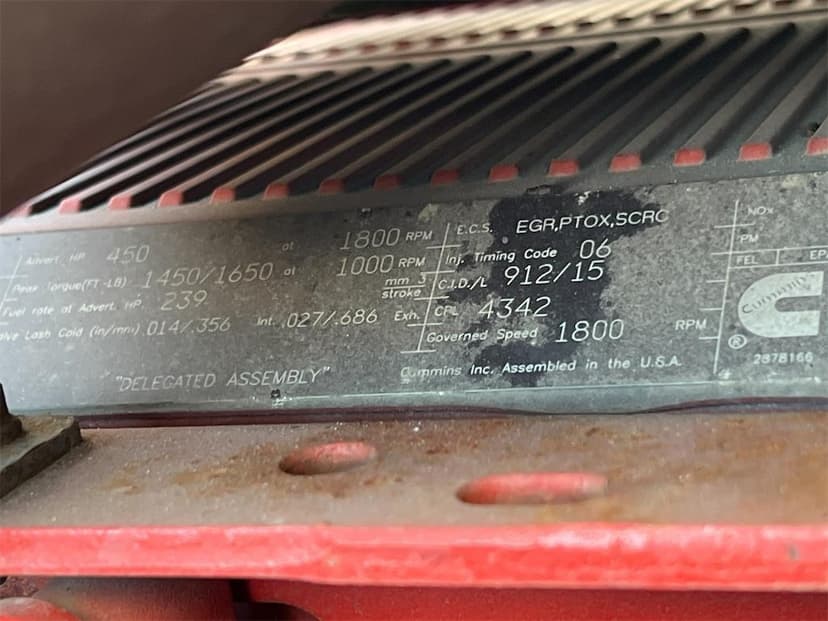 Advert HP 450 at 1800 RPM
Peak Torque(FT-LB) 1450/1650 at 1000 RPM
Fuel rate at Advert. HP. 239 mm 3 stroke
Valve Lash Cold (in/mm) .014/.356 Int. .027/.686 Exh.
"DELEGATED ASSEMBLY"
E.C.S. EGR,PTOX,SCRC
Inj. Timing Code 06
C.I.D./L 912/15
CPL 4342
Governed Speed 1800 RPM
Cummins Inc. Assembled in the U.S.A.
NOx
PM
FEL
Cummins
®
2878166